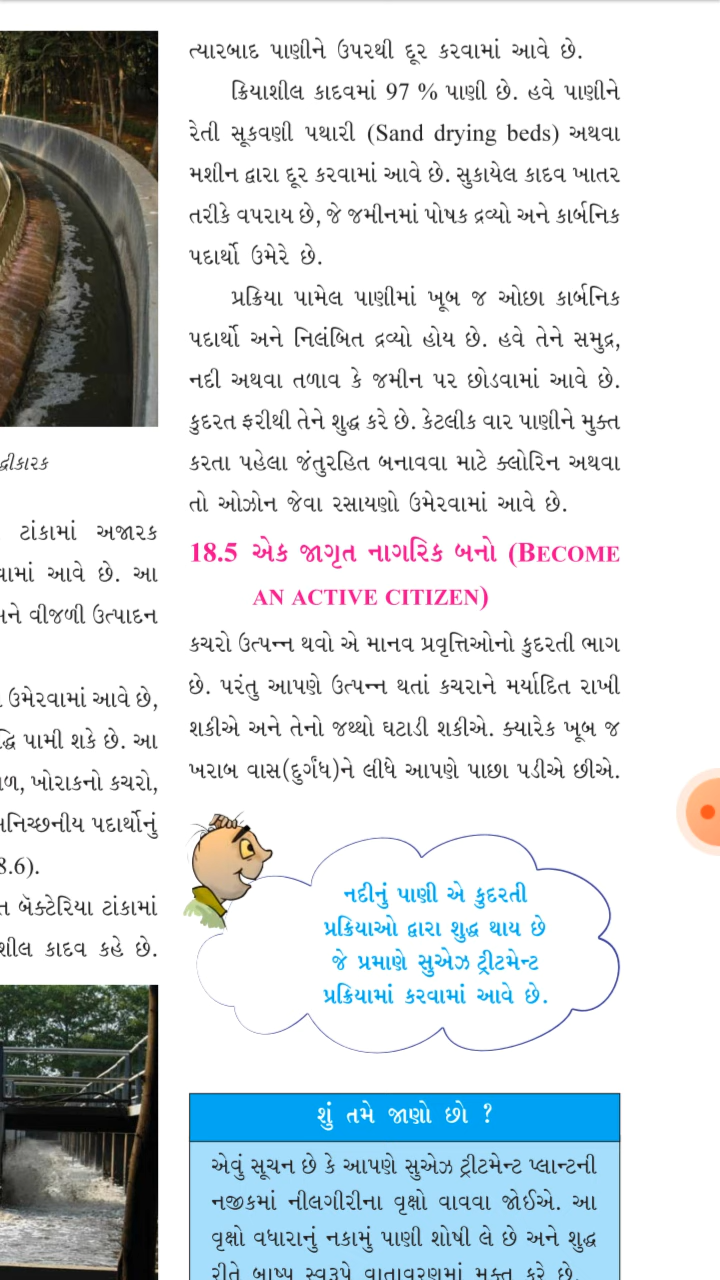 દ્વીકારક
ટાંકામાં અજારક
વામાં આવે છે. આ
અને વીજળી ઉત્પાદન
ઉમેરવામાં આવે છે,
દ્ધિ પામી શકે છે. આ
ખોરાકનો કચરો,
અનિચ્છનીય પદાર્થોનું
8.6).
ત બૅક્ટેરિયા ટાંકામાં
શીલ કાદવ કહે છે.
ત્યારબાદ પાણીને ઉપરથી દૂર કરવામાં આવે છે.
ક્રિયાશીલ કાદવમાં 97 % પાણી છે. હવે પાણીને
રેતી સૂકવણી પથારી (Sand drying beds) અથવા
મશીન દ્વારા દૂર કરવામાં આવે છે. સુકાયેલ કાદવ ખાતર
તરીકે વપરાય છે, જે જમીનમાં પોષક દ્રવ્યો અને કાર્બનિક
પદાર્થો ઉમેરે છે.
પ્રક્રિયા પામેલ પાણીમાં ખૂબ જ ઓછા કાર્બનિક
પદાર્થો અને નિલંબિત દ્રવ્યો હોય છે. હવે તેને સમુદ્ર,
નદી અથવા તળાવ કે જમીન પર છોડવામાં આવે છે.
કુદરત ફરીથી તેને શુદ્ધ કરે છે. કેટલીક વાર પાણીને મુક્ત
કરતા પહેલા જંતુરહિત બનાવવા માટે ક્લોરિન અથવા
તો ઓઝોન જેવા રસાયણો ઉમેરવામાં આવે છે.
18.5 એક જાગૃત નાગરિક બનો (BECOME
AN ACTIVE CITIZEN)
કચરો ઉત્પન્ન થવો એ માનવ પ્રવૃત્તિઓનો કુદરતી ભાગ
છે. પરંતુ આપણે ઉત્પન્ન થતાં કચરાને મર્યાદિત રાખી
શકીએ અને તેનો જથ્થો ઘટાડી શકીએ. ક્યારેક ખૂબ જ
ખરાબ વાસ(દુર્ગંધ)ને લીધે આપણે પાછા પડીએ છીએ.
નદીનું પાણી એ કુદરતી
પ્રક્રિયાઓ દ્વારા શુદ્ધ થાય છે
જે પ્રમાણે સુએઝ ટ્રીટમેન્ટ
પ્રક્રિયામાં કરવામાં આવે છે.
શું તમે જાણો છો ?
એવું સૂચન છે કે આપણે સુએઝ ટ્રીટમેન્ટ પ્લાન્ટની
નજીકમાં નીલગીરીના વૃક્ષો વાવવા જોઈએ. આ
વૃક્ષો વધારાનું નકામું પાણી શોષી લે છે અને શુદ્ધ
રીતે બાષ્પ સ્વરૂપે વાતાવરણમાં મુક્ત કરે છે.